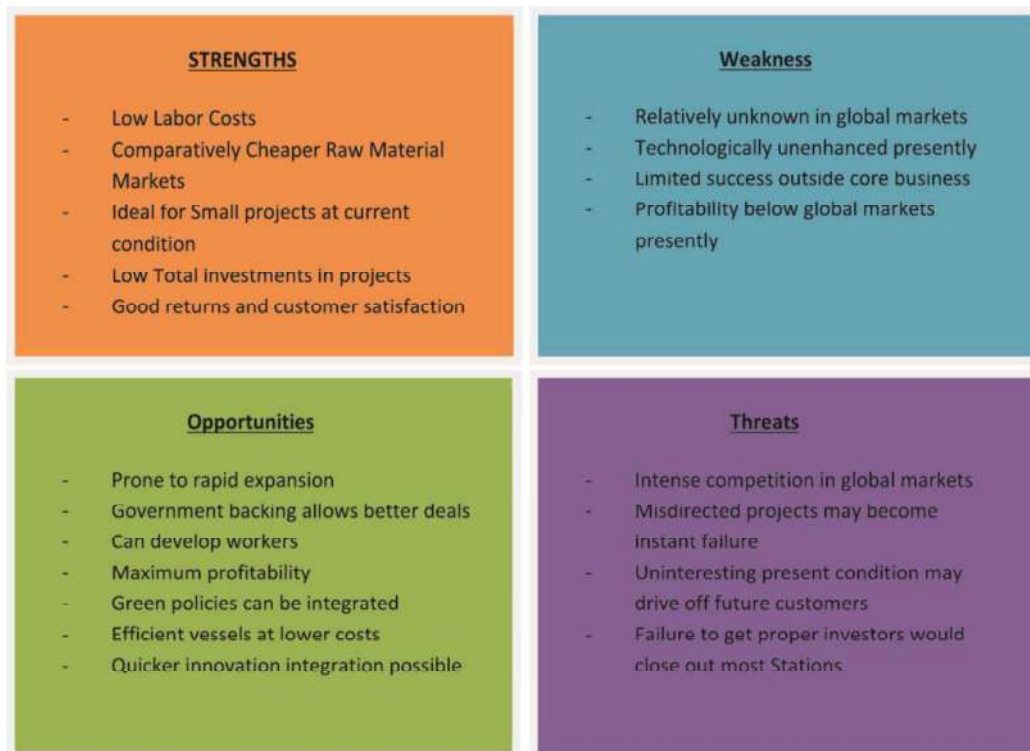 STRENGTHS
- Low Labor Costs
- Comparatively Cheaper Raw Material
Markets
- Ideal for Small projects at current
condition
- Low Total investments in projects
- Good returns and customer satisfaction
Weakness
- Relatively unknown in global markets
- Technologically unenhanced presently
- Limited success outside core business
- Profitability below global markets
presently
Opportunities
- Prone to rapid expansion
- Government backing allows better deals
- Can develop workers
- Maximum profitability
- Green policies can be integrated
- Efficient vessels at lower costs
- Quicker innovation integration possible
Threats
- Intense competition in global markets
- Misdirected projects may become
instant failure
- Uninteresting present condition may
drive off future customers
- Failure to get proper investors would
close out most Stations